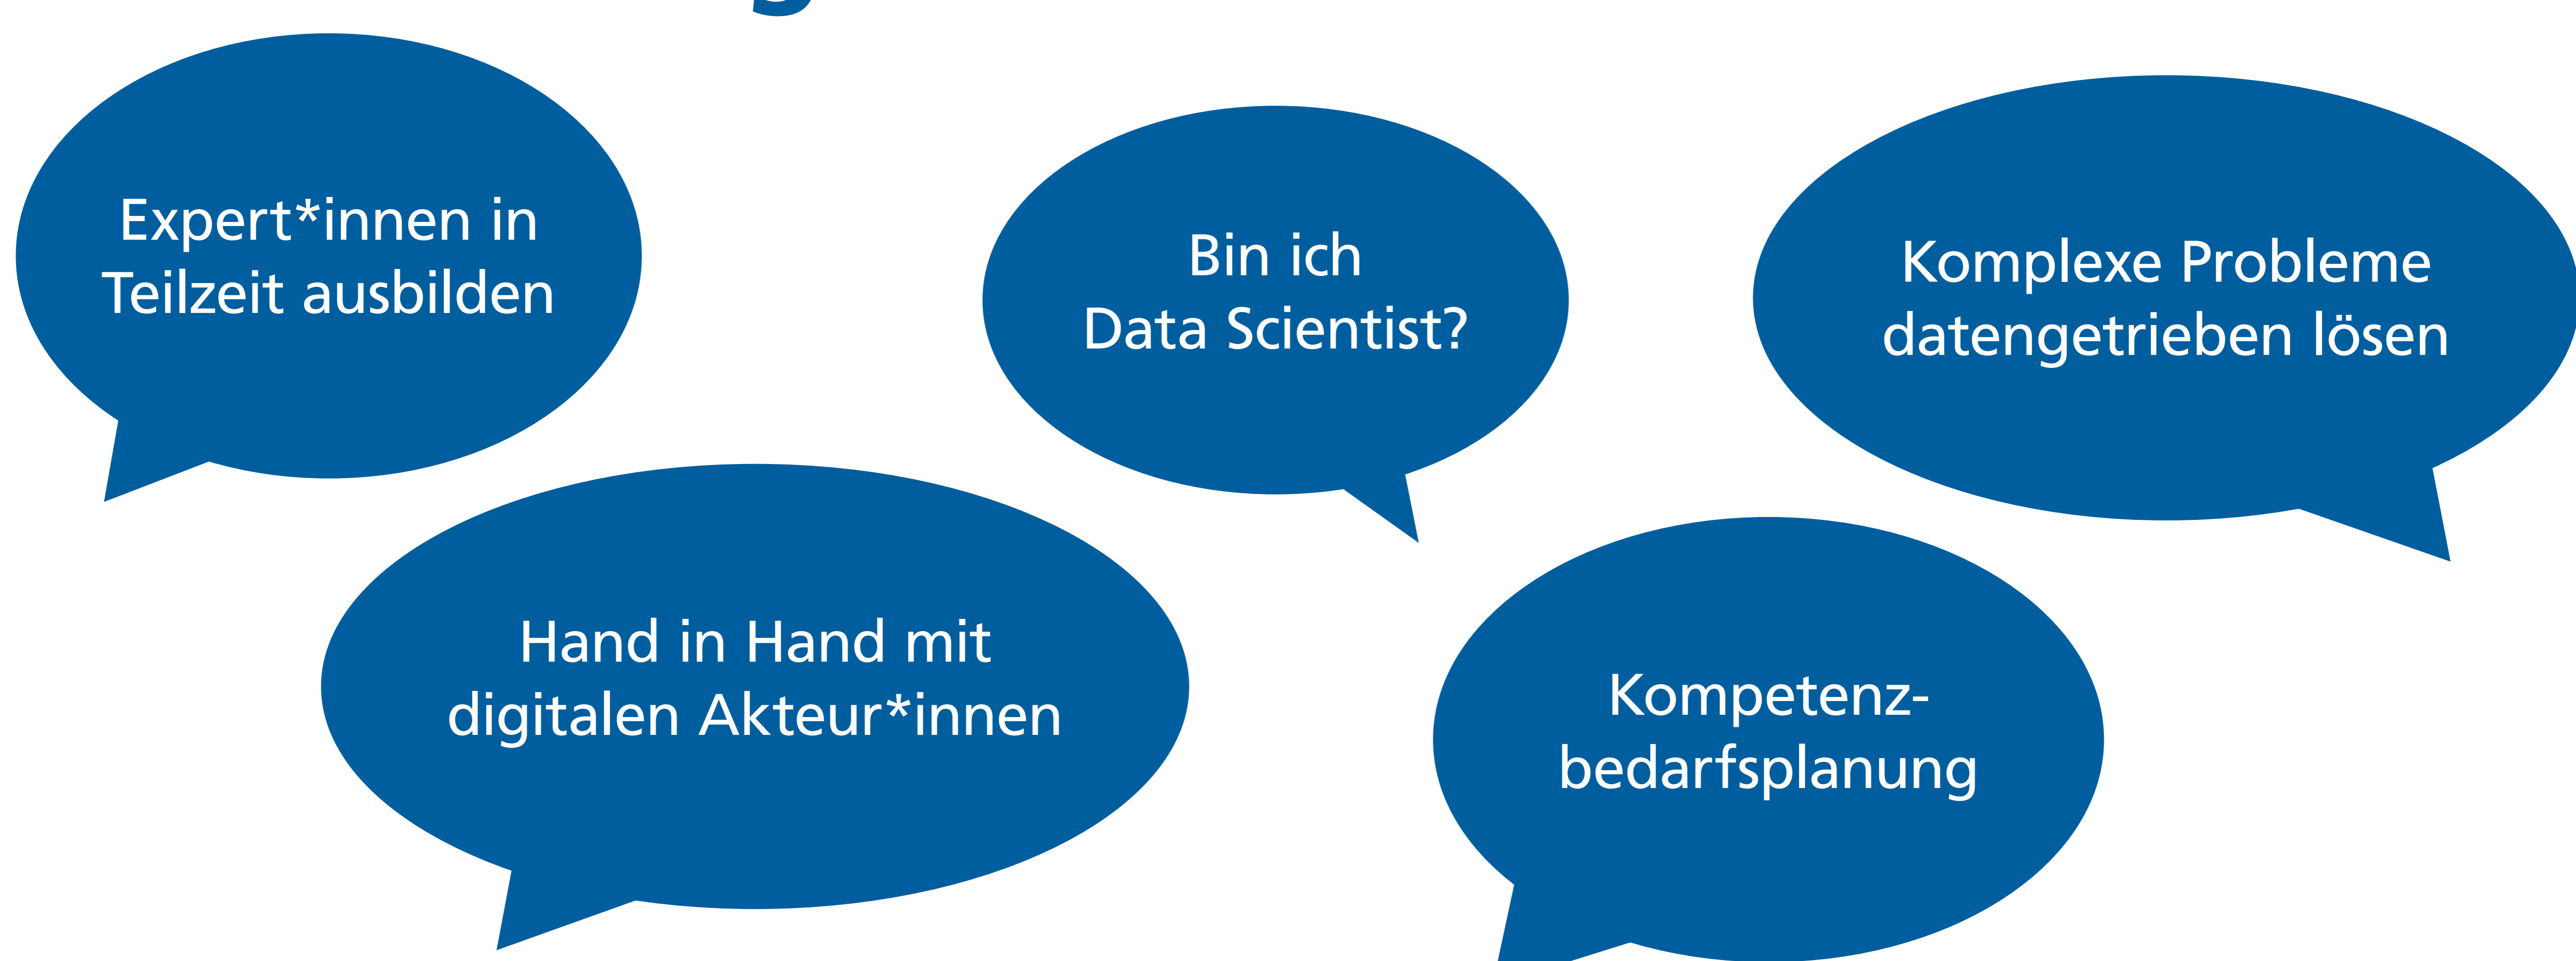 Expert*innen in
Teilzeit ausbilden
Bin ich
Data Scientist?
Komplexe Probleme
datengetrieben lösen
Hand in Hand mit
digitalen Akteur*innen
Kompetenz-
bedarfsplanung